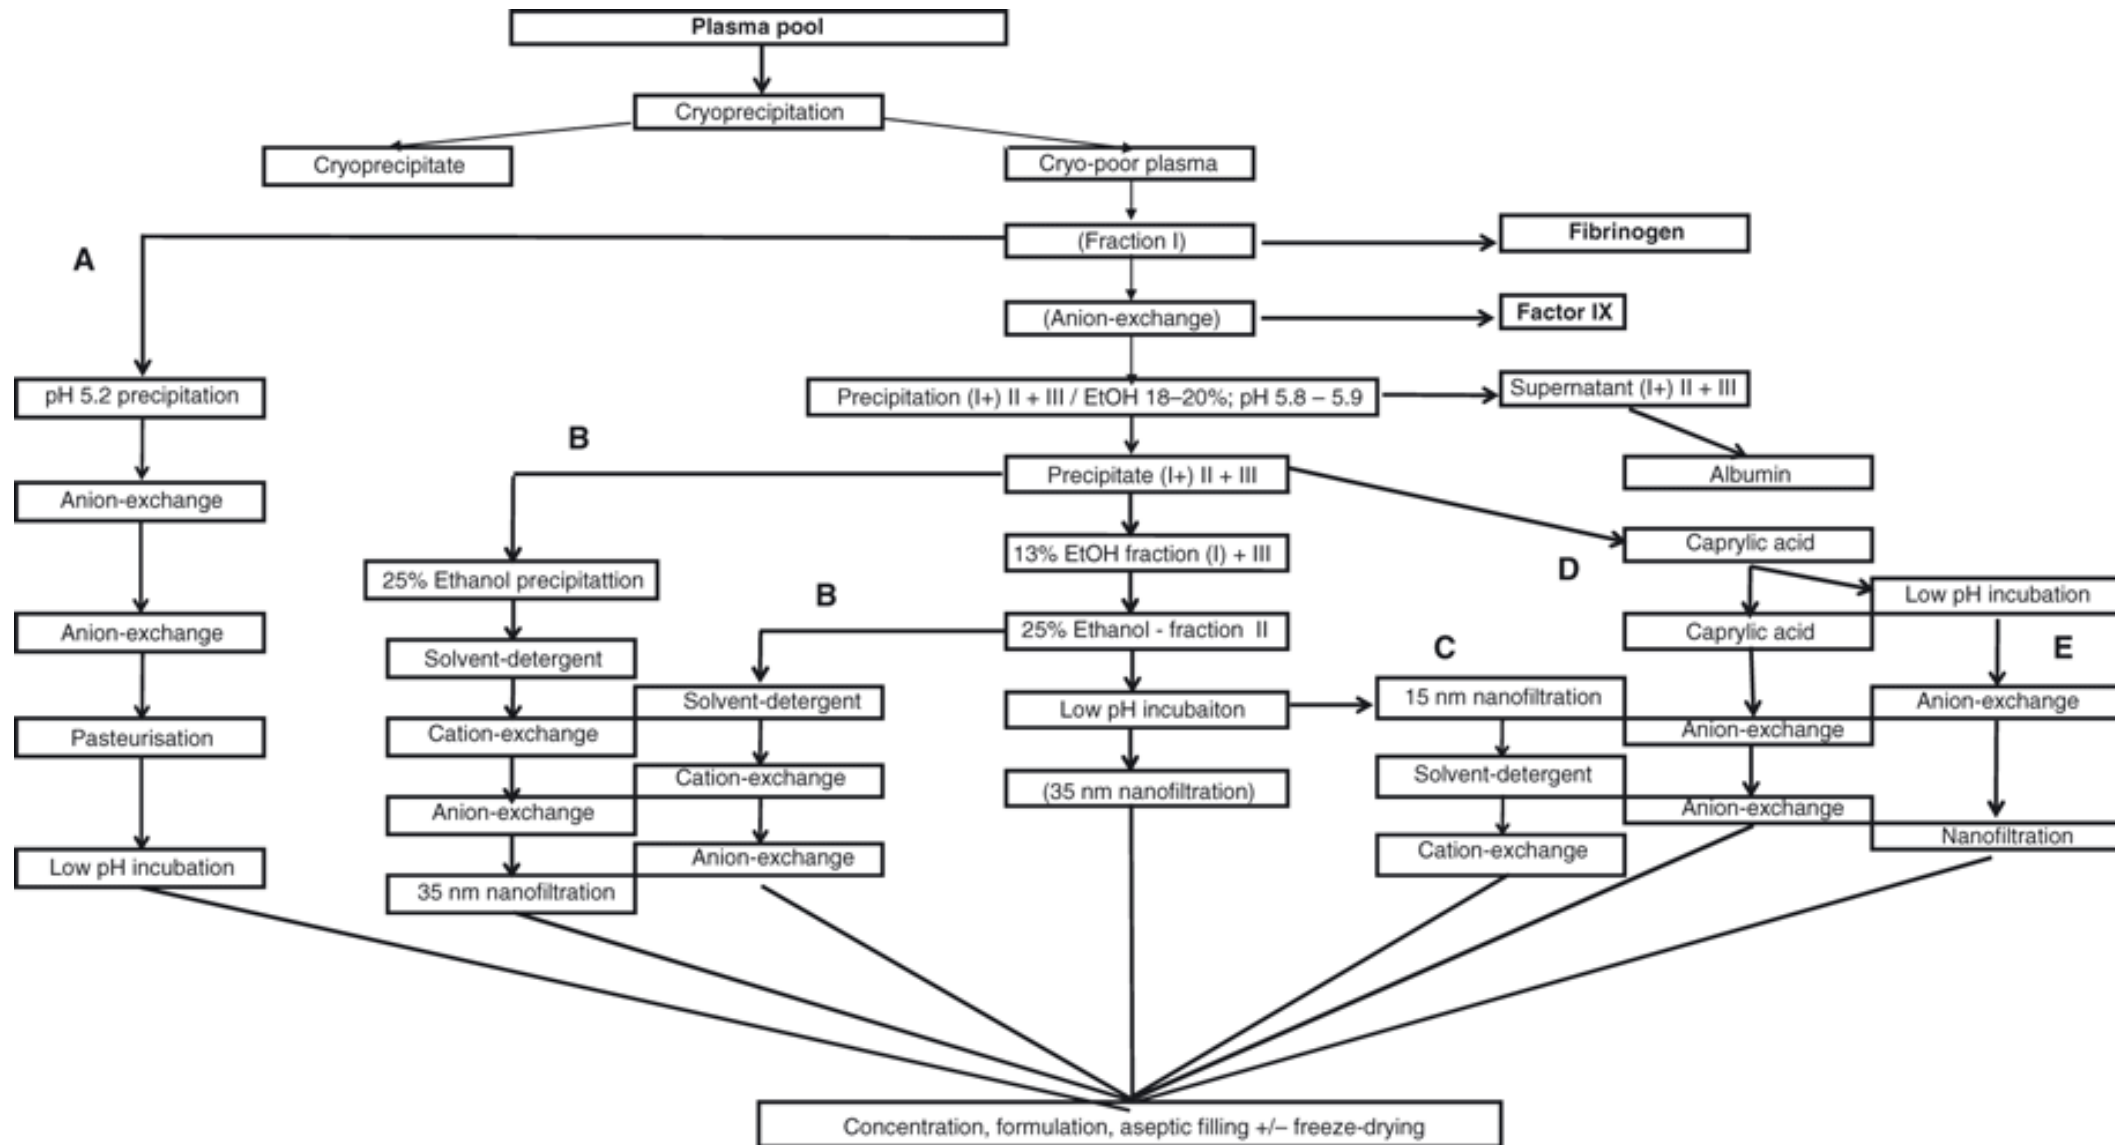 Plasma pool
Cryoprecipitation
Cryoprecipitate
Cryo-poor plasma
(Fraction I)
Fibrinogen
A
(Anion-exchange)
Factor IX
pH 5.2 precipitation
Precipitation (I+) II + III / EtOH 18–20%; pH 5.8 – 5.9
Supernatant (I+) II + III
B
Anion-exchange
Precipitate (I+) II + III
Albumin
13% EtOH fraction (I) + III
Caprylic acid
25% Ethanol precipitattion
B
D
Low pH incubation
Anion-exchange
Solvent-detergent
25% Ethanol - fraction II
C
Caprylic acid
E
Pasteurisation
Cation-exchange
Solvent-detergent
Low pH incubaiton
15 nm nanofiltration
Anion-exchange
Anion-exchange
Anion-exchange
Cation-exchange
(35 nm nanofiltration)
Solvent-detergent
Anion-exchange
Nanofiltration
Low pH incubation
35 nm nanofiltration
Anion-exchange
Cation-exchange
Concentration, formulation, aseptic filling +/– freeze-drying